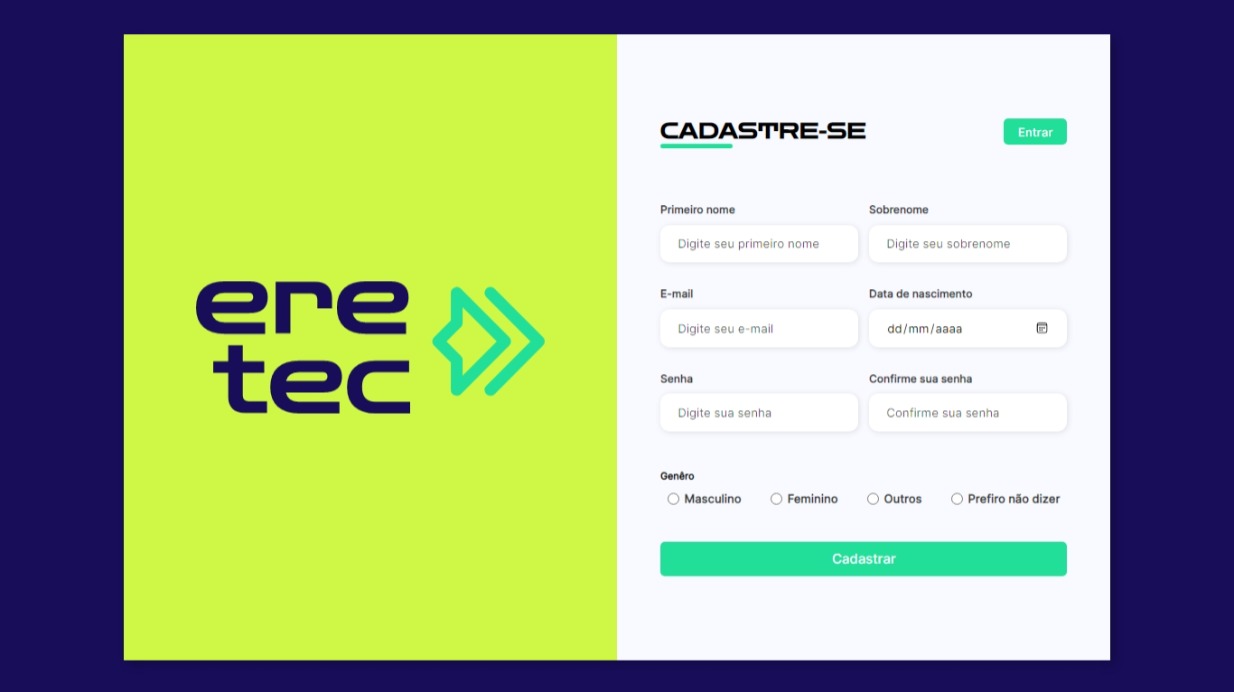 ere
tec
CADASTRE-SE
Entrar
Primeiro nome
Sobrenome
Digite seu primeiro nome
Digite seu sobrenome
E-mail
Data de nascimento
Digite seu e-mail
dd/mm/aaaa
Senha
Confirme sua senha
Digite sua senha
Confirme sua senha
Genêro
Masculino
Feminino
Outros
Prefiro não dizer
Cadastrar